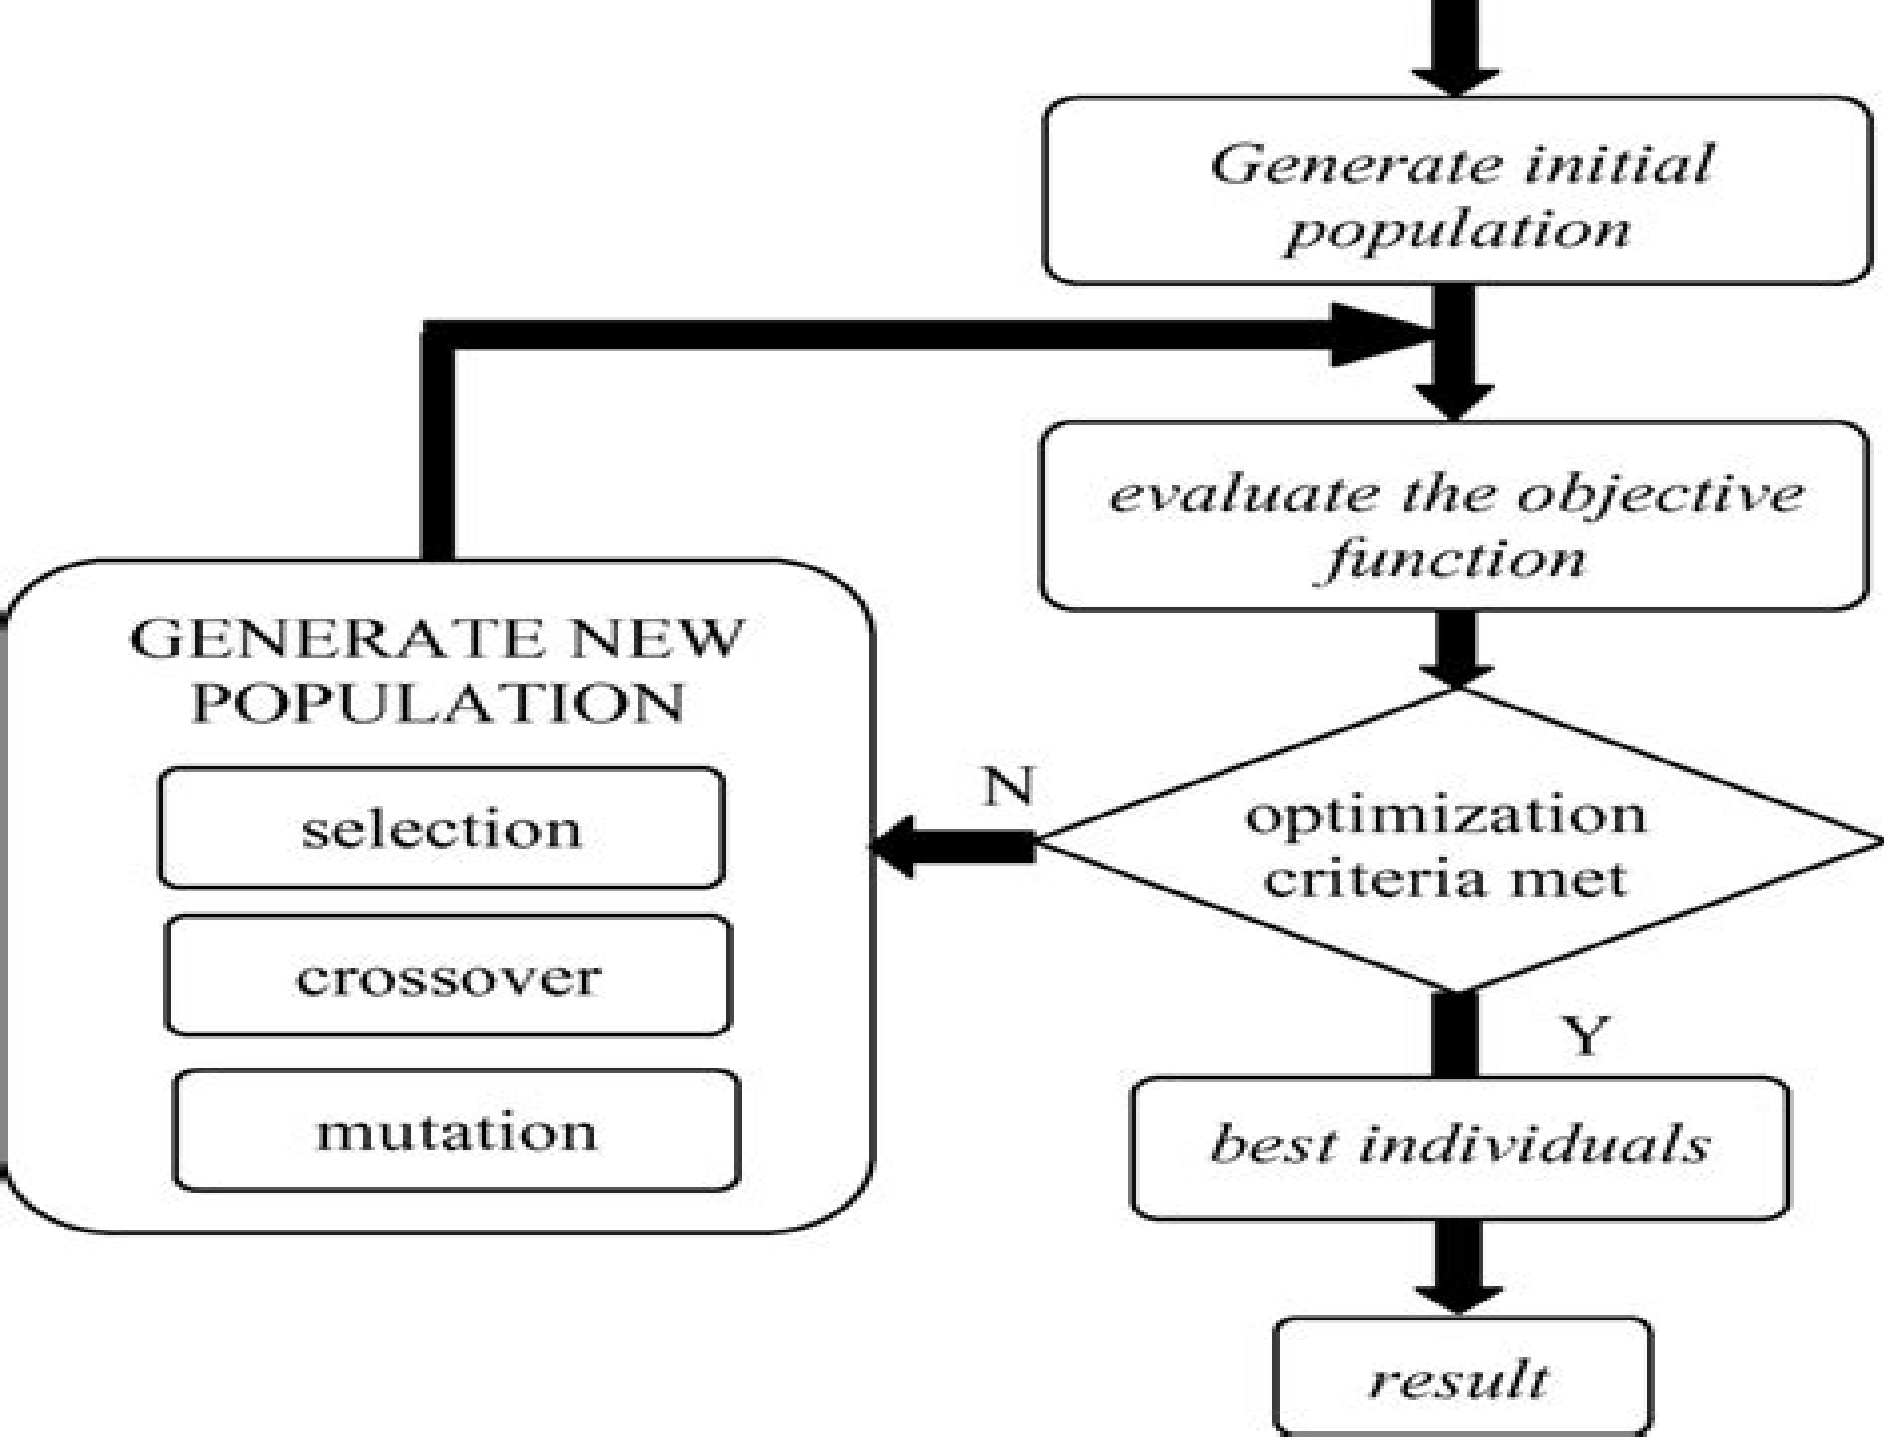 Generate initial
population
evaluate the objective
function
GENERATE NEW
POPULATION
selection
crossover
mutation
N
optimization
criteria met
Y
best individuals
result